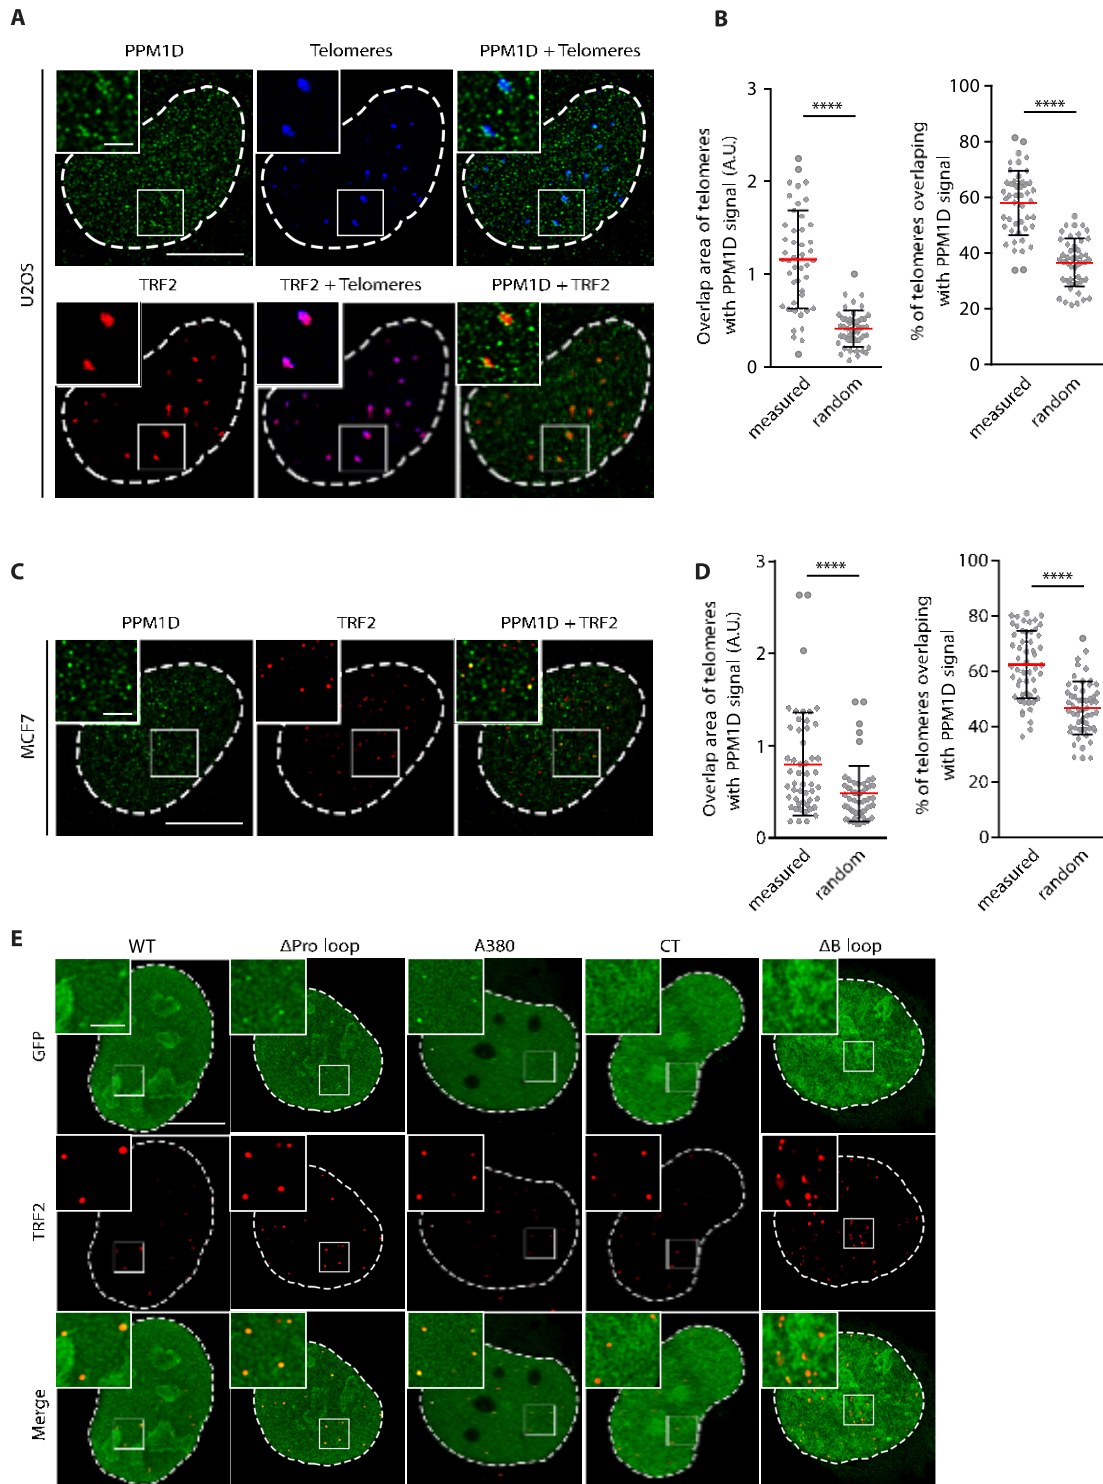 A
PPM1D
Telomeres
PPM1D + Telomeres
U2OS
TRF2
TRF2 + Telomeres
PPM1D + TRF2
B
Overlap area of telomeres
with PPM1D signal (A.U.)
3
2
1
0
****
measured
random
% of telomeres overlaping
with PPM1D signal
100
80
60
40
20
0
****
measured
random
C
PPM1D
TRF2
PPM1D + TRF2
MCF7
D
Overlap area of telomeres
with PPM1D signal (A.U.)
3
2
1
0
****
measured
random
% of telomeres overlaping
with PPM1D signal
100
80
60
40
20
0
****
measured
random
E
WT
ΔPro loop
A380
CT
ΔB loop
GFP
TRF2
Merge